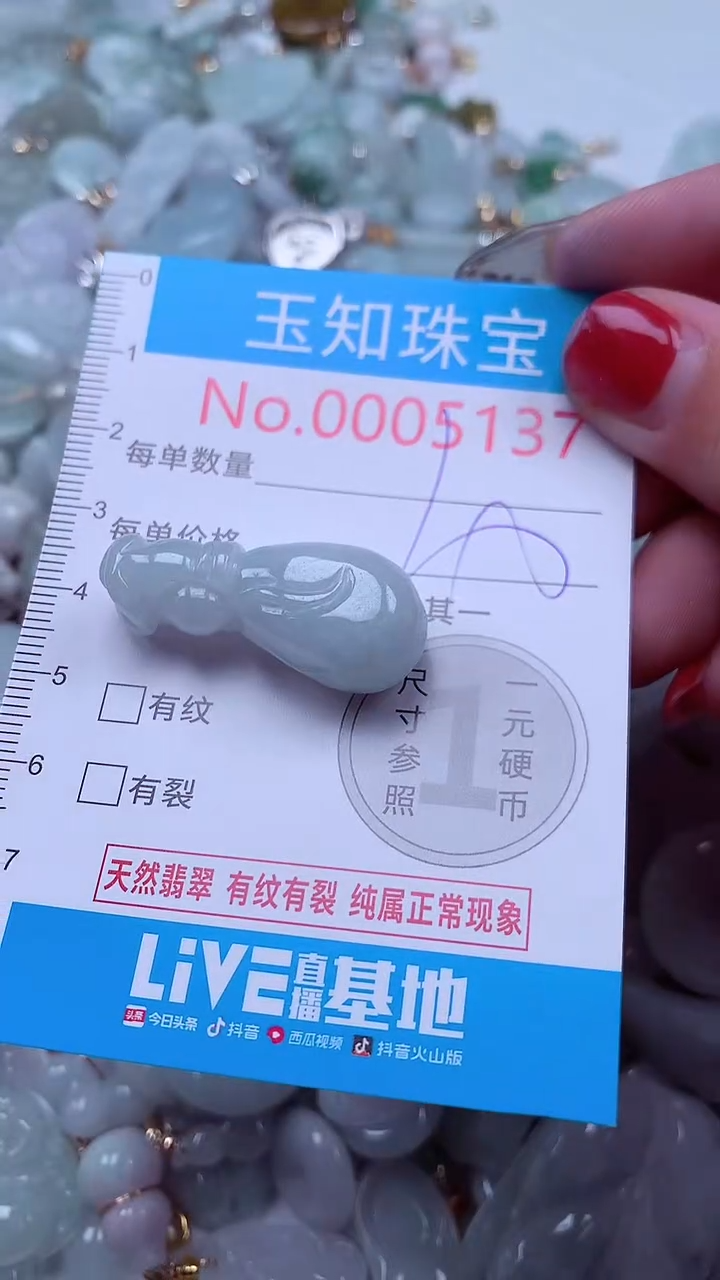 0
1
2
3
4
5
6
7
玉知珠宝
No.0005137
每单数量
每单价格
其一
有纹
有裂
尺寸参照
1
一元硬币
天然翡翠 有纹有裂 纯属正常现象
LiVE直播基地
头条 今日头条 抖音 西瓜视频 抖音火山版